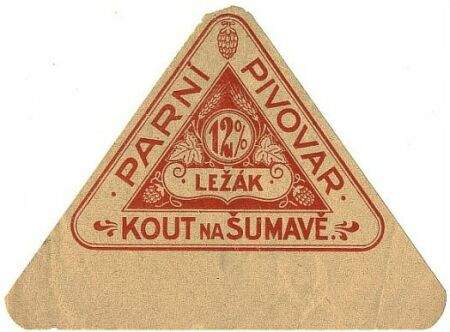 PARNÍ PIVOVAR
12%
LEŽÁK
KOUT NA ŠUMAVĚ.